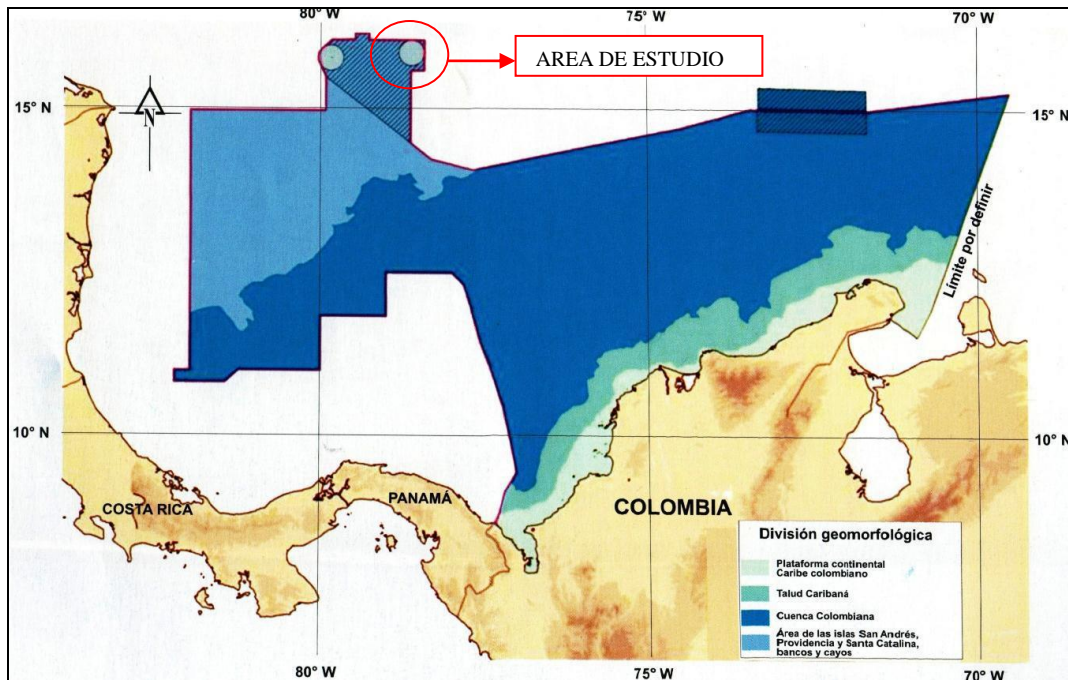 80° W
75° W
70° W
AREA DE ESTUDIO
15° N
N
15° N
Límite por definir
10° N
10° N
COSTA RICA
PANAMÁ
COLOMBIA
División geomorfológica
Plataforma continental
Caribe colombiano
Talud Caribaná
Cuenca Colombiana
Área de las islas San Andrés,
Providencia y Santa Catalina,
bancos y cayos
80° W
75° W
70° W